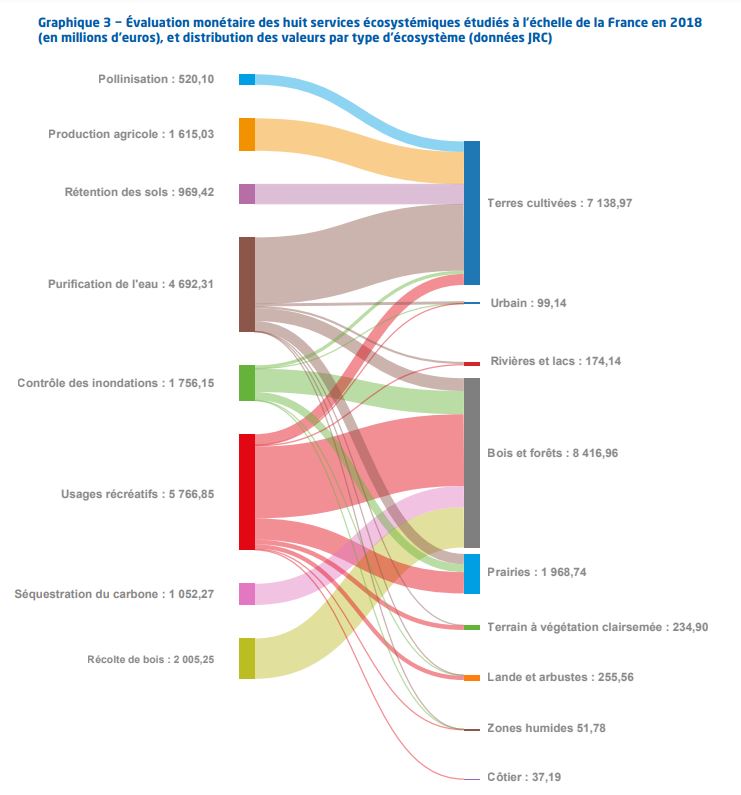 Graphique 3 – Évaluation monétaire des huit services écosystémiques étudiés à l'échelle de la France en 2018
(en millions d'euros), et distribution des valeurs par type d'écosystème (données JRC)
Pollinisation : 520,10
Production agricole : 1 615,03
Rétention des sols : 969,42
Purification de l'eau : 4 692,31
Contrôle des inondations : 1 756,15
Usages récréatifs : 5 766,85
Séquestration du carbone : 1 052,27
Récolte de bois : 2 005,25
Terres cultivées : 7 138,97
Urbain : 99,14
Rivières et lacs : 174,14
Bois et forêts : 8 416,96
Prairies : 1 968,74
Terrain à végétation clairsemée : 234,90
Lande et arbustes : 255,56
Zones humides 51,78
Côtier : 37,19